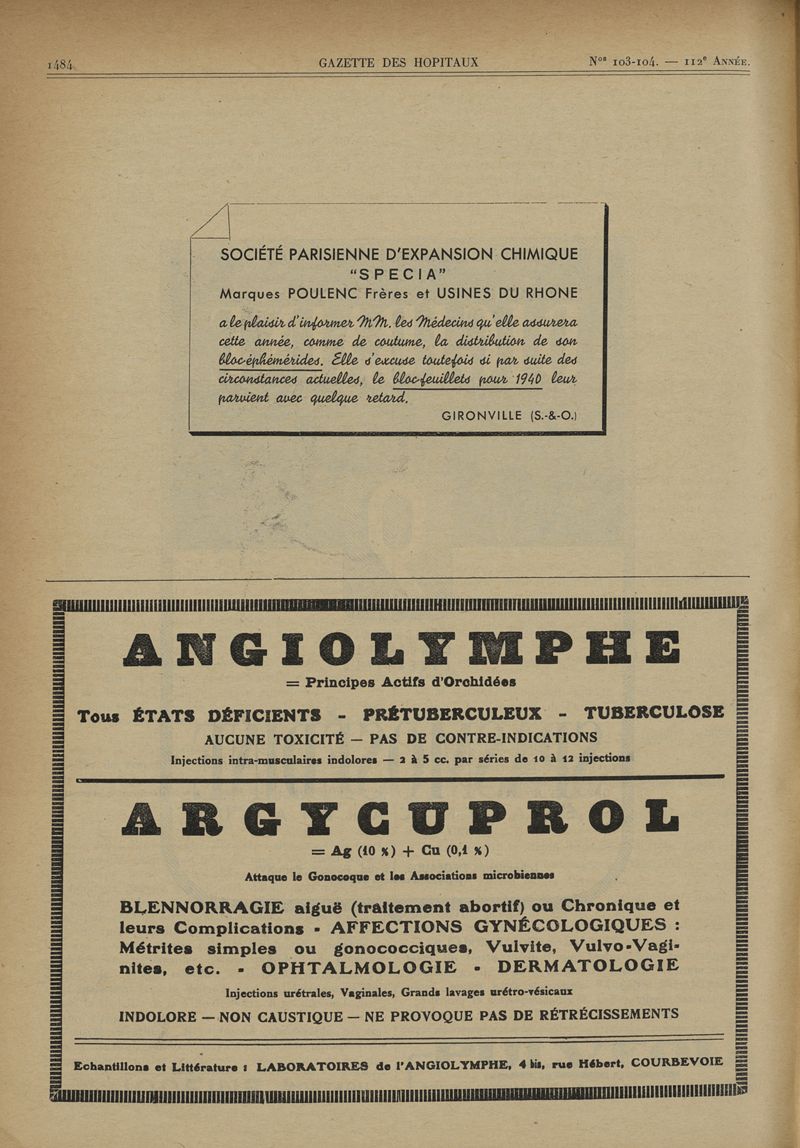 1484
GAZETTE DES HOPITAUX
Nos 103-104. — 112e ANNÉE.
SOCIÉTÉ PARISIENNE D'EXPANSION CHIMIQUE
"SPECIA"
Marques POULENC Frères et USINES DU RHONE
a le plaisir d'informer MM. les Médecins qu'elle assurera
cette année, comme de coutume, la distribution de son
bloc-éphémérides. Elle s'excuse toutefois si par suite des
circonstances actuelles, le bloc-feuillets pour 1940 leur
parvient avec quelque retard.
GIRONVILLE (S.-&-O.)
ANGIOLYMPHE
= Principes Actifs d'Orchidées
Tous ÉTATS DÉFICIENTS - PRÉTUBERCULEUX - TUBERCULOSE
AUCUNE TOXICITÉ — PAS DE CONTRE-INDICATIONS
Injections intra-musculaires indolores — 2 à 5 cc. par séries de 10 à 12 injections
ARGYCUPROL
= Ag (10 %) + Cu (0,1 %)
Attaque le Gonocoque et les Associations microbiennes
BLENNORRAGIE aiguë (traitement abortif) ou Chronique et
leurs Complications - AFFECTIONS GYNÉCOLOGIQUES :
Métrites simples ou gonococciques, Vulvite, Vulvo-Vagi-
nites, etc. - OPHTALMOLOGIE - DERMATOLOGIE
Injections urétrales, Vaginales, Grands lavages urétro-vésicaux
INDOLORE — NON CAUSTIQUE — NE PROVOQUE PAS DE RÉTRÉCISSEMENTS
Echantillons et Littérature : LABORATOIRES de l'ANGIOLYMPHE, 4 bis, rue Hébert, COURBEVOIE